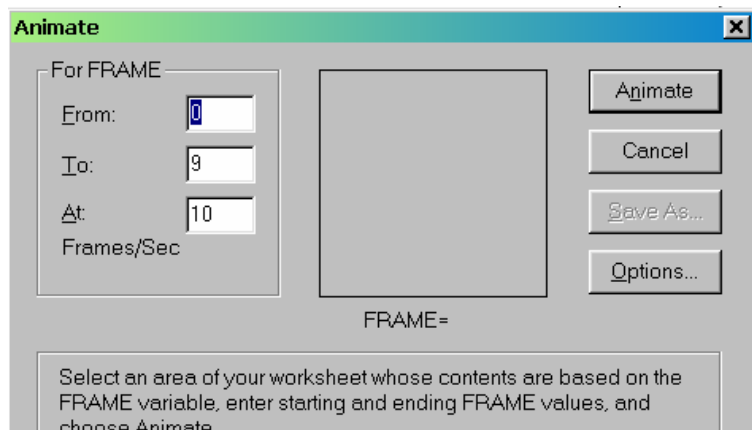 Animate
For FRAME
From:
0
To:
9
At:
10
Frames/Sec
FRAME=
Animate
Cancel
Save As...
Options...
Select an area of your worksheet whose contents are based on the
FRAME variable, enter starting and ending FRAME values, and
choose Animate